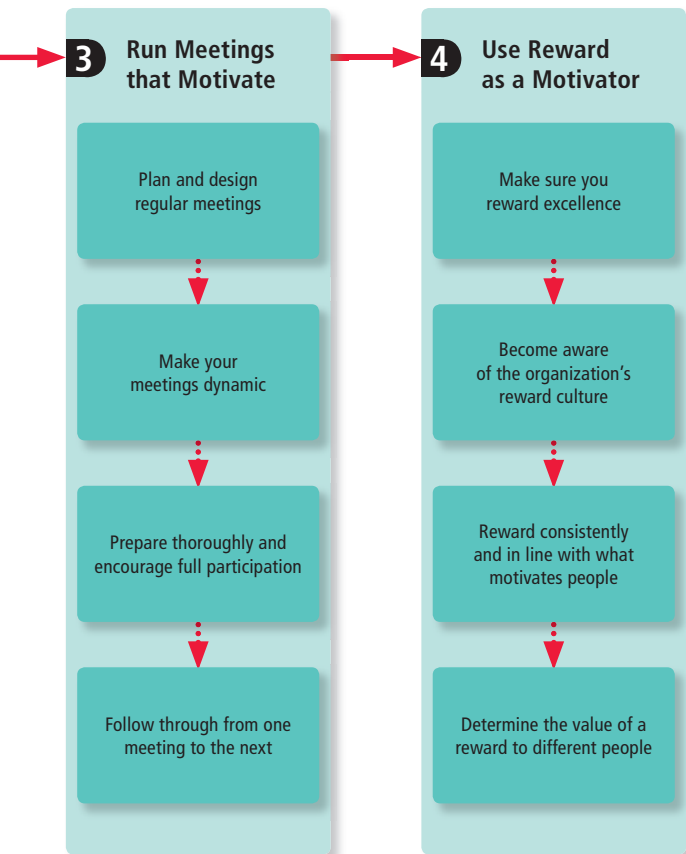 3
Run Meetings
that Motivate
Plan and design
regular meetings
Make your
meetings dynamic
Prepare thoroughly and
encourage full participation
Follow through from one
meeting to the next
4
Use Reward
as a Motivator
Make sure you
reward excellence
Become aware
of the organization’s
reward culture
Reward consistently
and in line with what
motivates people
Determine the value of a
reward to different people